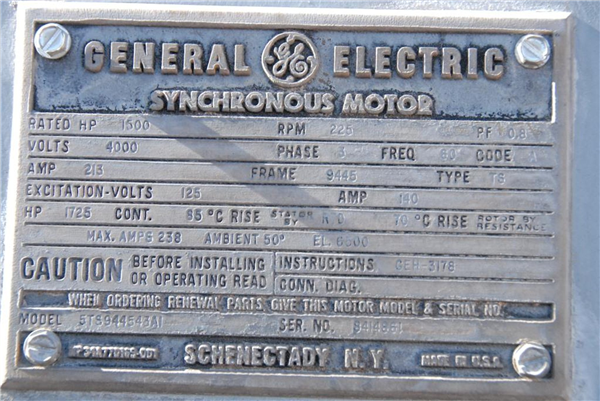 GENERAL GE ELECTRIC
SYNCHRONOUS MOTOR
RATED HP 1500 RPM 225 PF 0.8
VOLTS 4000 PHASE 3 FREQ 60 CODE
AMP 213 FRAME 9445 TYPE TS
EXCITATION-VOLTS 125 AMP 140
HP 1725 CONT. °C RISE STATOR BY 70 °C RISE ROTOR BY RESISTANCE
MAX. AMPS 238 AMBIENT 50° EL.
CAUTION BEFORE INSTALLING OR OPERATING READ
INSTRUCTIONS GEH-3178
CONN. DIAG.
WHEN ORDERING RENEWAL PARTS GIVE THIS MOTOR MODEL & SERIAL NO.
MODEL SER. NO.
SCHENECTADY N.Y. MADE IN U.S.A.